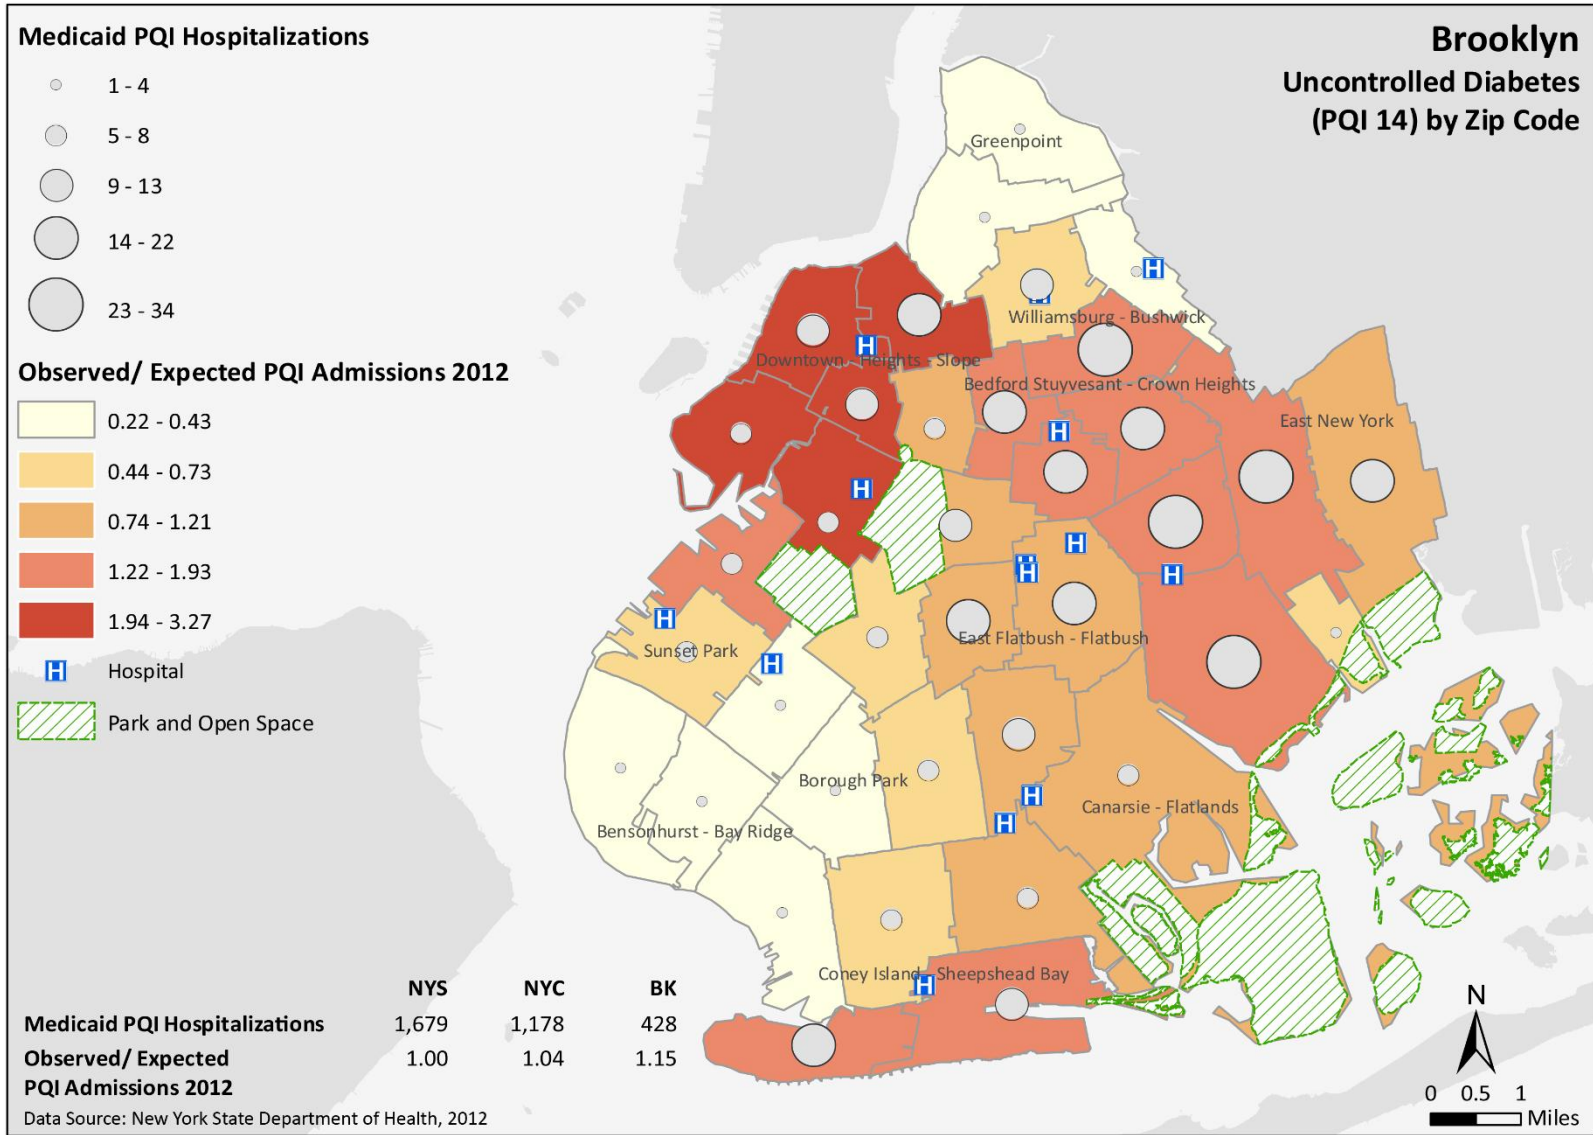 Medicaid PQI Hospitalizations
1 - 4
5 - 8
9 - 13
14 - 22
23 - 34
Observed/ Expected PQI Admissions 2012
0.22 - 0.43
0.44 - 0.73
0.74 - 1.21
1.22 - 1.93
1.94 - 3.27
H Hospital
Park and Open Space
Brooklyn
Uncontrolled Diabetes
(PQI 14) by Zip Code
Greenpoint
H
H
Williamsburg - Bushwick
H
Downtown - Heights - Slope
Bedford Stuyvesant - Crown Heights
East New York
H
H
H
H
H
H
H
Sunset Park
East Flatbush - Flatbush
H
Borough Park
H
Canarsie - Flatlands
H
Bensonhurst - Bay Ridge
Coney Island - Sheepshead Bay
H
NYS NYC BK
Medicaid PQI Hospitalizations 1,679 1,178 428
Observed/ Expected 1.00 1.04 1.15
PQI Admissions 2012
Data Source: New York State Department of Health, 2012
N
0 0.5 1
Miles